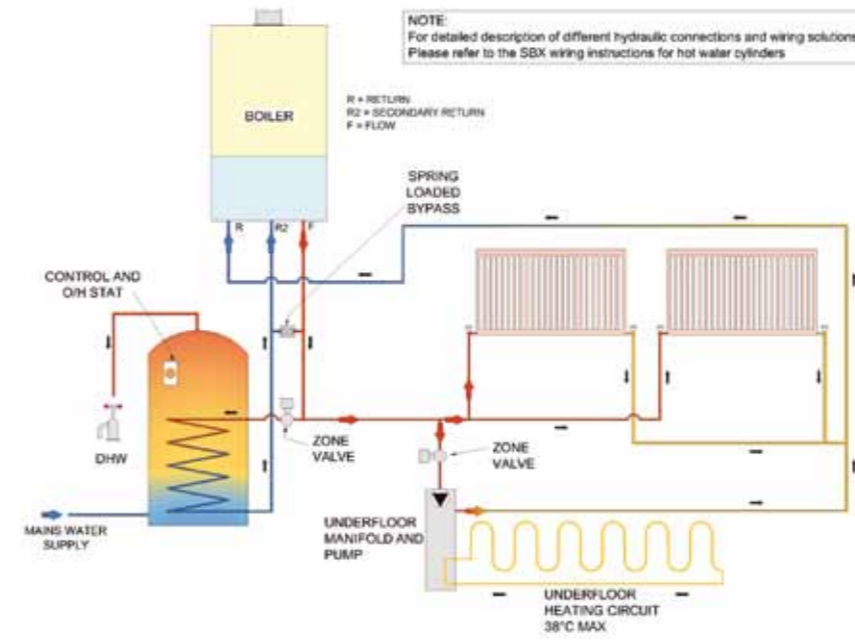 NOTE:
For detailed description of different hydraulic connections and wiring solutions
Please refer to the SBX wiring instructions for hot water cylinders
BOILER
R = RETURN
R2 = SECONDARY RETURN
F = FLOW
SPRING
LOADED
BYPASS
R
R2
F
CONTROL AND
O/H STAT
DHW
ZONE
VALVE
ZONE
VALVE
MAINS WATER
SUPPLY
UNDERFLOOR
MANIFOLD AND
PUMP
UNDERFLOOR
HEATING CIRCUIT
38°C MAX